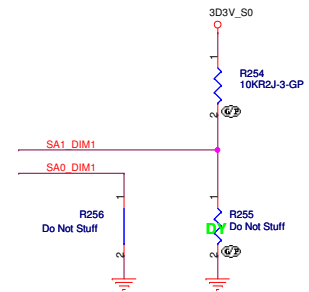 3D3V_S0
1
R254
10KR2J-3-GP
2
G/P
SA1_DIM1
SA0_DIM1
1
1
R256
Do Not Stuff
R255
DY Do Not Stuff
2
2
G/P